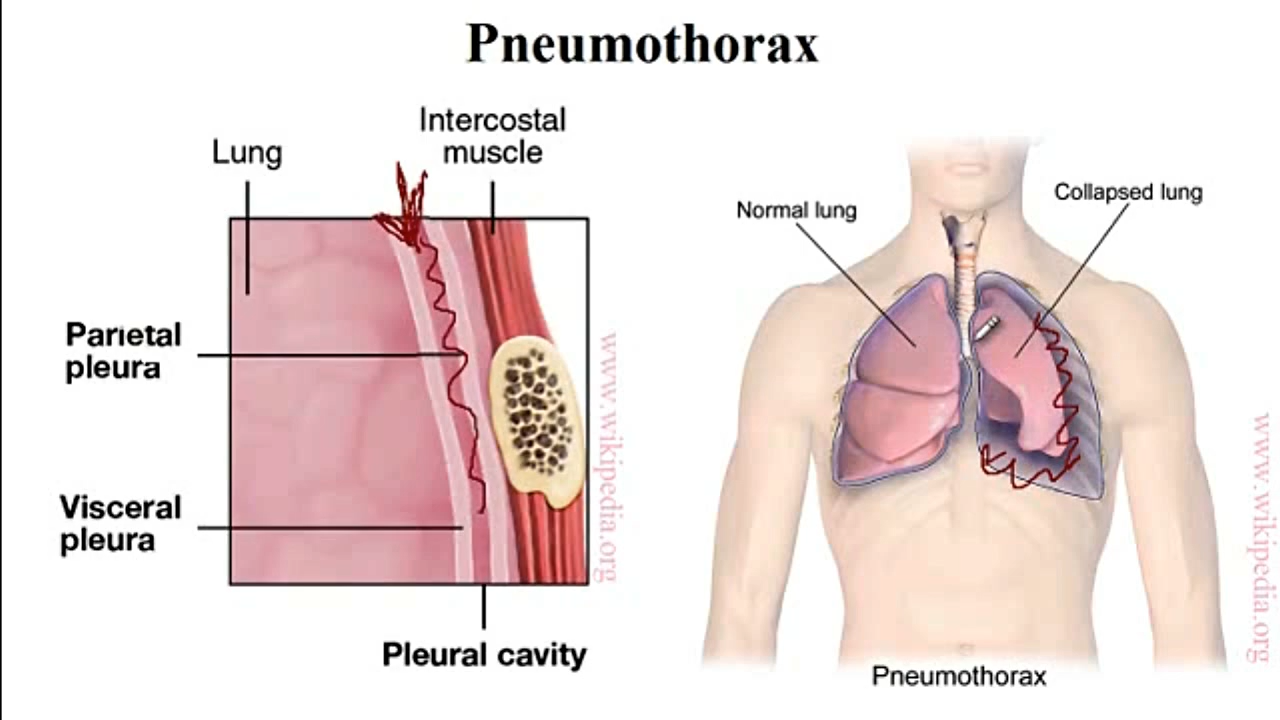 Pneumothorax
Intercostal
muscle
Lung
Parietal
pleura
Visceral
pleura
Pleural cavity
www.wikipedia.org
Normal lung
Collapsed lung
Pneumothorax
www.wikipedia.org